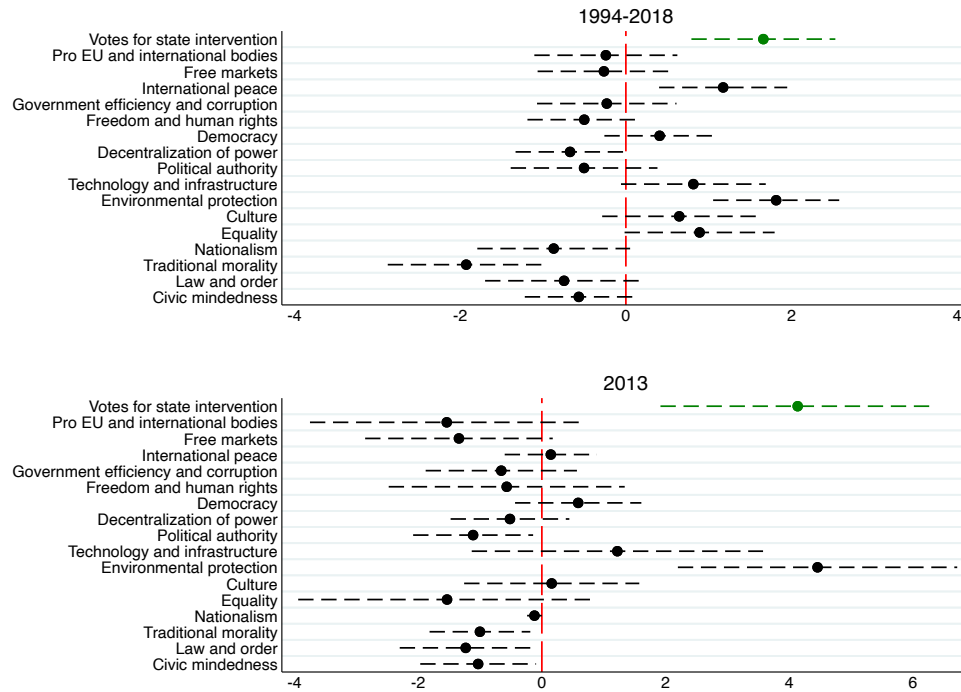 1994-2018
Votes for state intervention
Pro EU and international bodies
Free markets
International peace
Government efficiency and corruption
Freedom and human rights
Democracy
Decentralization of power
Political authority
Technology and infrastructure
Environmental protection
Culture
Equality
Nationalism
Traditional morality
Law and order
Civic mindedness
-4 -2 0 2 4
2013
Votes for state intervention
Pro EU and international bodies
Free markets
International peace
Government efficiency and corruption
Freedom and human rights
Democracy
Decentralization of power
Political authority
Technology and infrastructure
Environmental protection
Culture
Equality
Nationalism
Traditional morality
Law and order
Civic mindedness
-4 -2 0 2 4 6